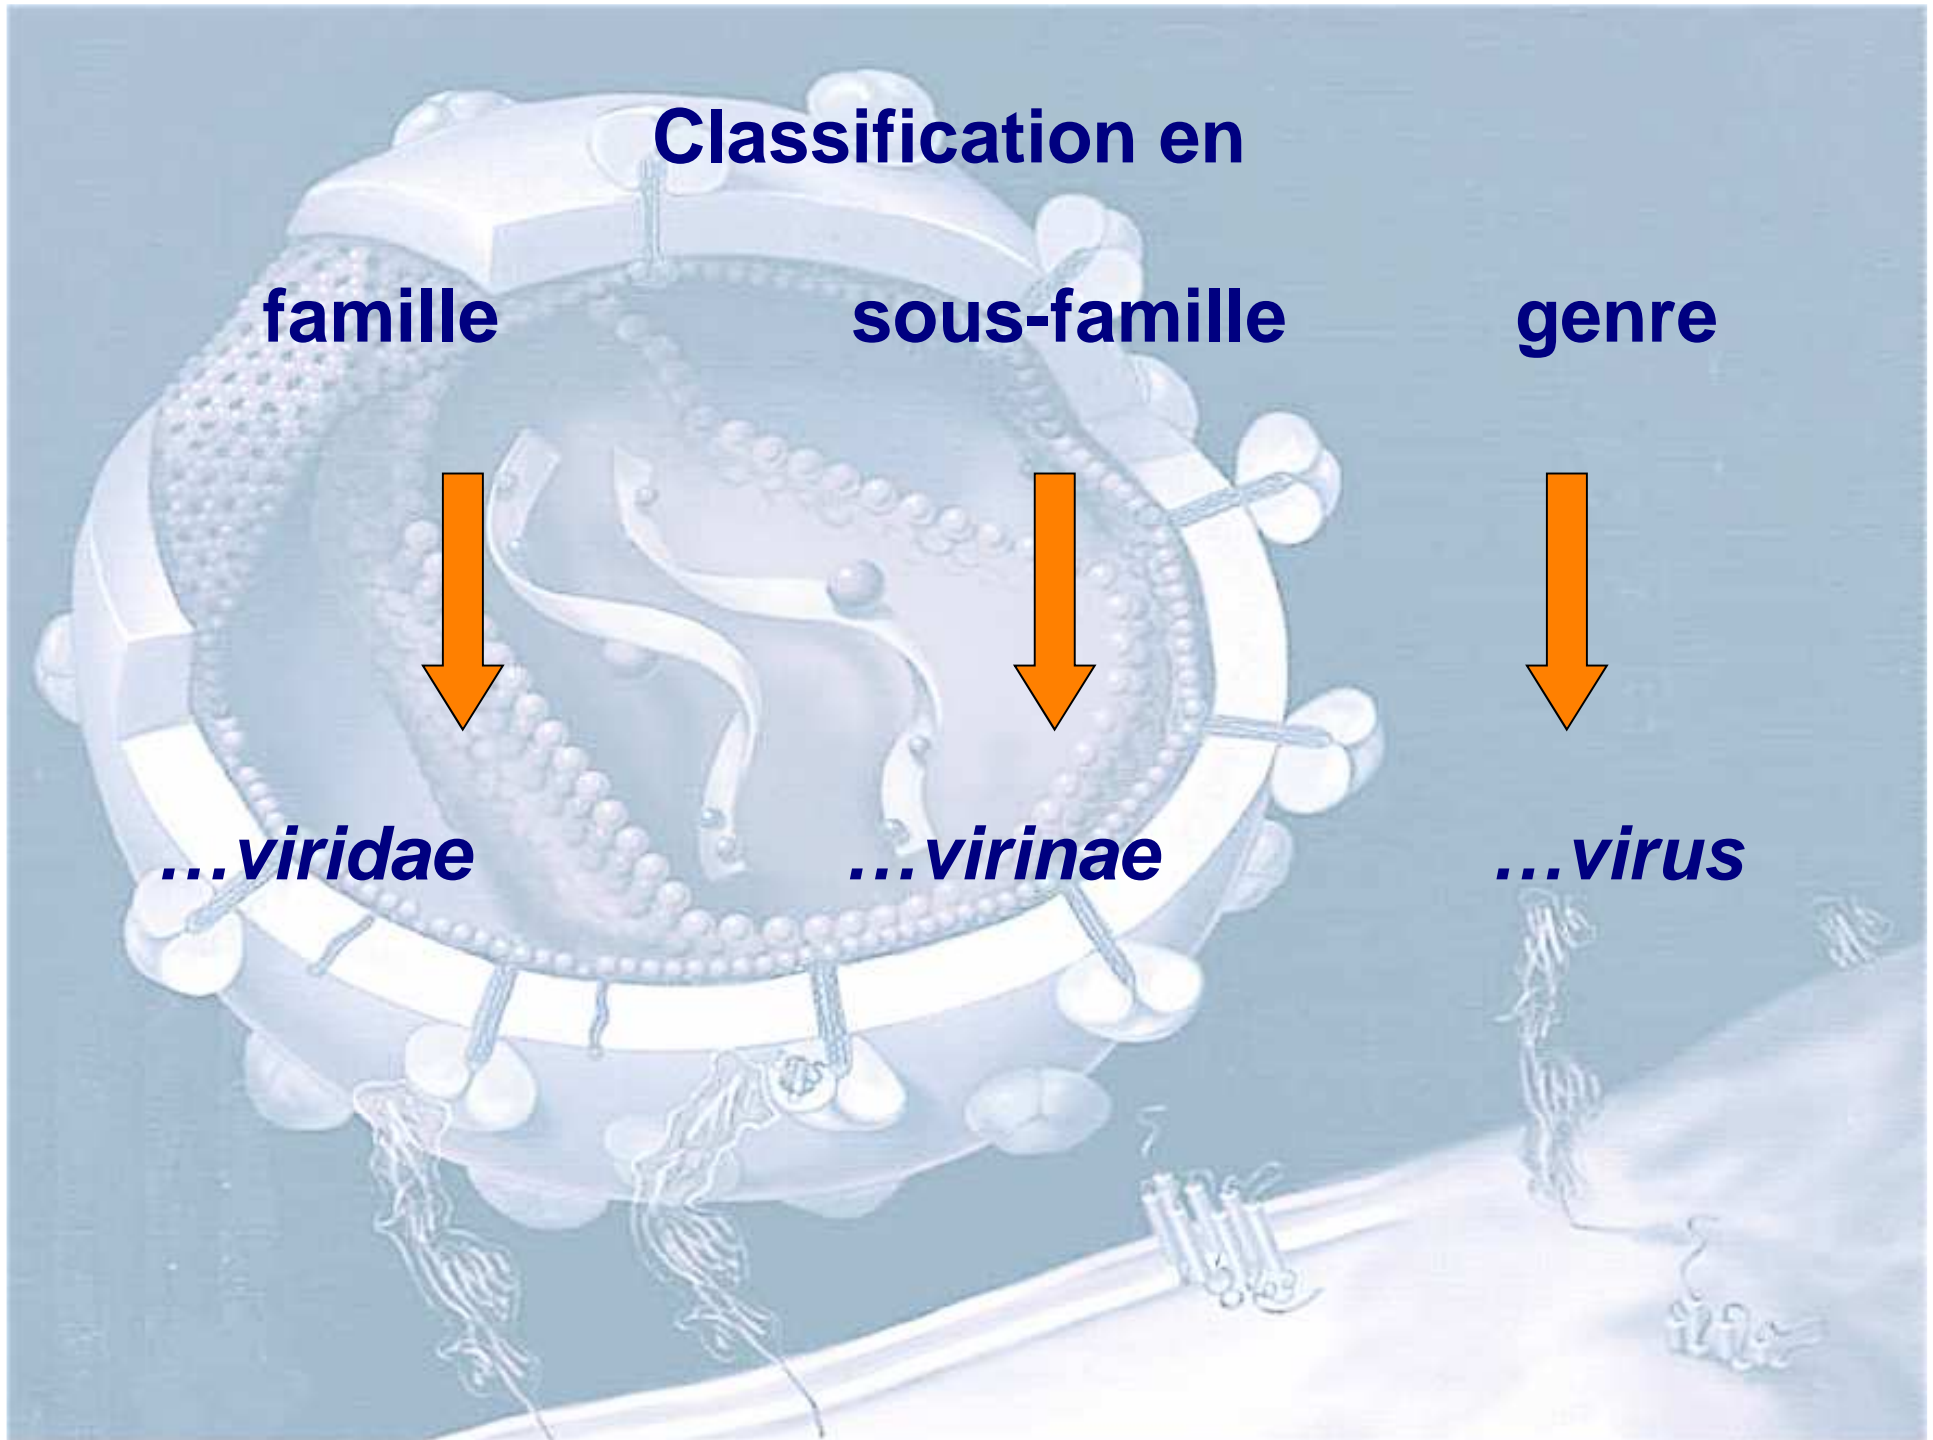 Classification en
famille sous-famille genre
…viridae …virinae …virus